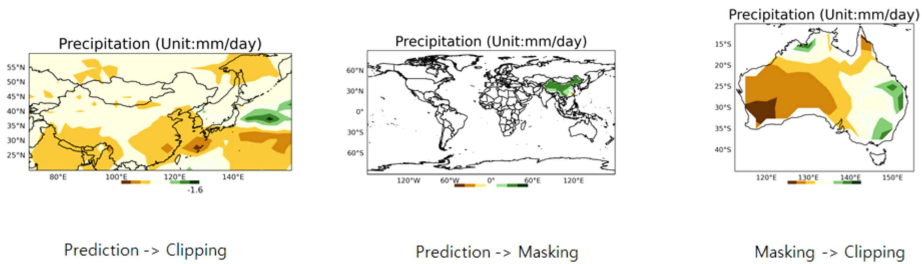 Precipitation (Unit:mm/day)
55°N
50°N
45°N
40°N
35°N
30°N
25°N
80°E 100°E 120°E 140°E
-1.6
Prediction -> Clipping
Precipitation (Unit:mm/day)
60°N
30°N
0°
30°S
60°S
120°W 60°W 0° 60°E 120°E
Prediction -> Masking
Precipitation (Unit:mm/day)
15°S
20°S
25°S
30°S
35°S
40°S
120°E 130°E 140°E 150°E
Masking -> Clipping